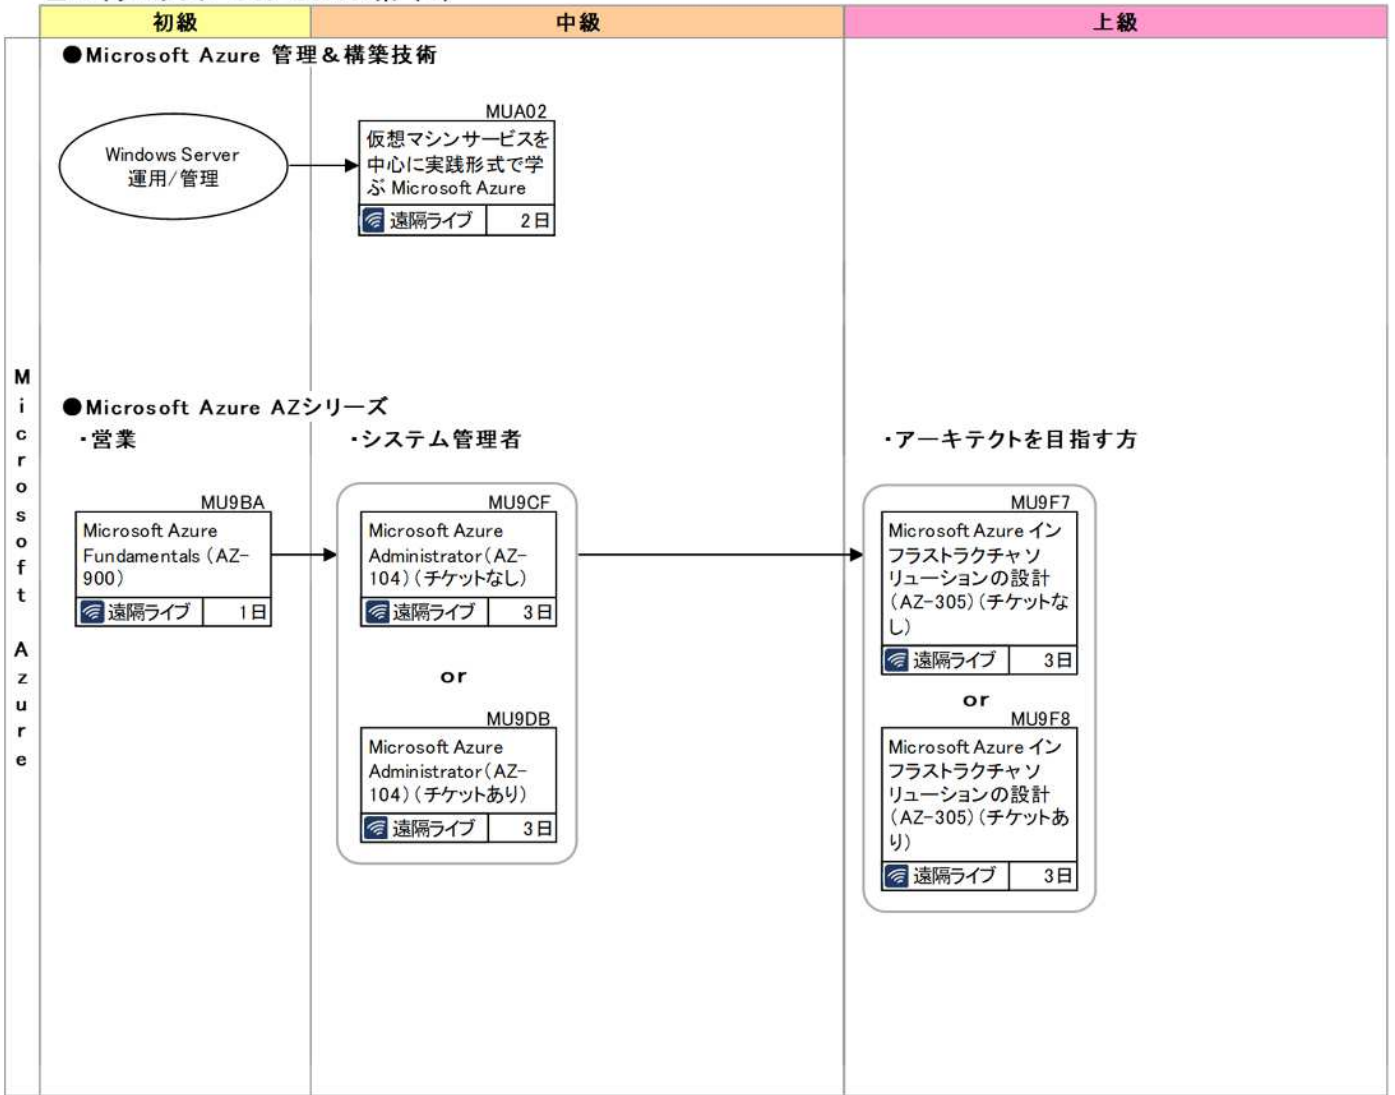 初級
中級
上級
Microsoft Azure
●Microsoft Azure 管理＆構築技術
Windows Server
運用/管理
MUA02
仮想マシンサービスを
中心に実践形式で学
ぶ Microsoft Azure
遠隔ライブ 2日
●Microsoft Azure AZシリーズ
・営業
・システム管理者
・アーキテクトを目指す方
MU9BA
Microsoft Azure
Fundamentals（AZ-
900）
遠隔ライブ 1日
MU9CF
Microsoft Azure
Administrator（AZ-
104）（チケットなし）
遠隔ライブ 3日
or
MU9DB
Microsoft Azure
Administrator（AZ-
104）（チケットあり）
遠隔ライブ 3日
MU9F7
Microsoft Azure イン
フラストラクチャ ソ
リューションの設計
（AZ-305）（チケットな
し）
遠隔ライブ 3日
or
MU9F8
Microsoft Azure イン
フラストラクチャ ソ
リューションの設計
（AZ-305）（チケットあ
り）
遠隔ライブ 3日